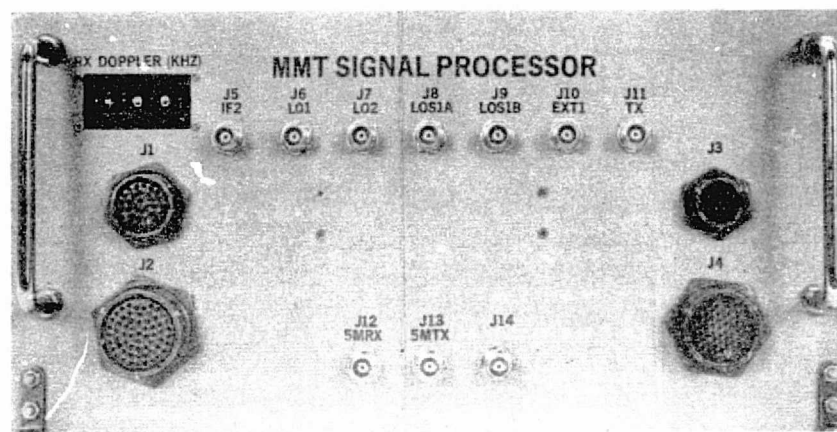 RX DOPPLER (KHZ)
MMT SIGNAL PROCESSOR
J5 J6 J7 J8 J9 J10 J11
IF2 LO1 LO2 LOS1A LOS1B EXT1 TX
J1 J3
J2 J4
J12 J13 J14
5MRX 5MTX